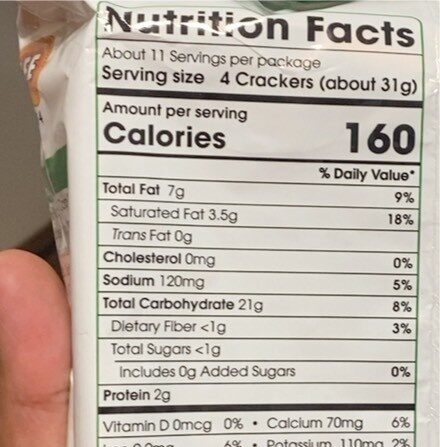 Nutrition Facts
About 11 Servings per package
Serving size 4 Crackers (about 31g)
Amount per serving
Calories 160
% Daily Value*
Total Fat 7g 9%
Saturated Fat 3.5g 18%
Trans Fat 0g
Cholesterol 0mg 0%
Sodium 120mg 5%
Total Carbohydrate 21g 8%
Dietary Fiber <1g 3%
Total Sugars <1g
Includes 0g Added Sugars 0%
Protein 2g
Vitamin D 0mcg 0% • Calcium 70mg 6%
6% • Potassium 110mg 2%